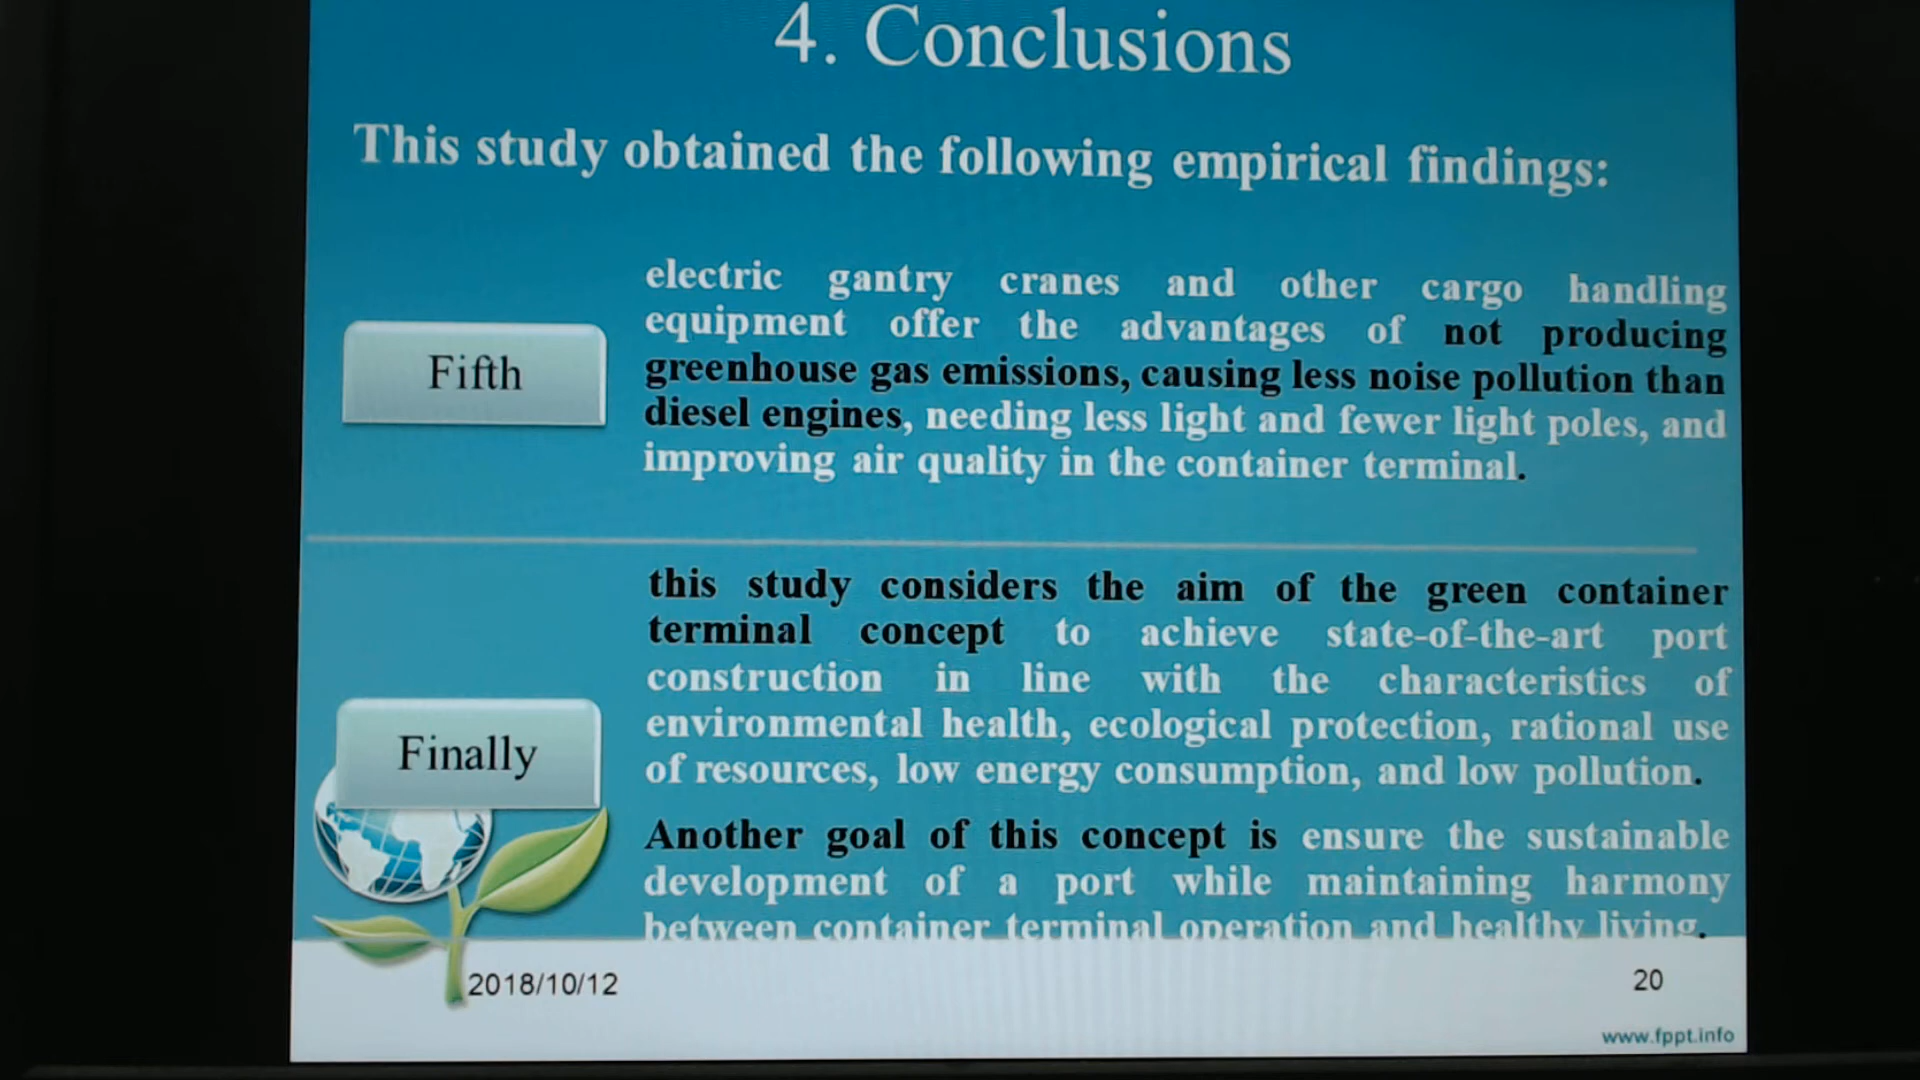 4. Conclusions
This study obtained the following empirical findings:
Fifth
electric gantry cranes and other cargo handling
equipment offer the advantages of not producing
greenhouse gas emissions, causing less noise pollution than
diesel engines, needing less light and fewer light poles, and
improving air quality in the container terminal.
Finally
this study considers the aim of the green container
terminal concept to achieve state-of-the-art port
construction in line with the characteristics of
environmental health, ecological protection, rational use
of resources, low energy consumption, and low pollution.
Another goal of this concept is ensure the sustainable
development of a port while maintaining harmony
between container terminal operation and healthy living.
2018/10/12
20
www.fppt.info